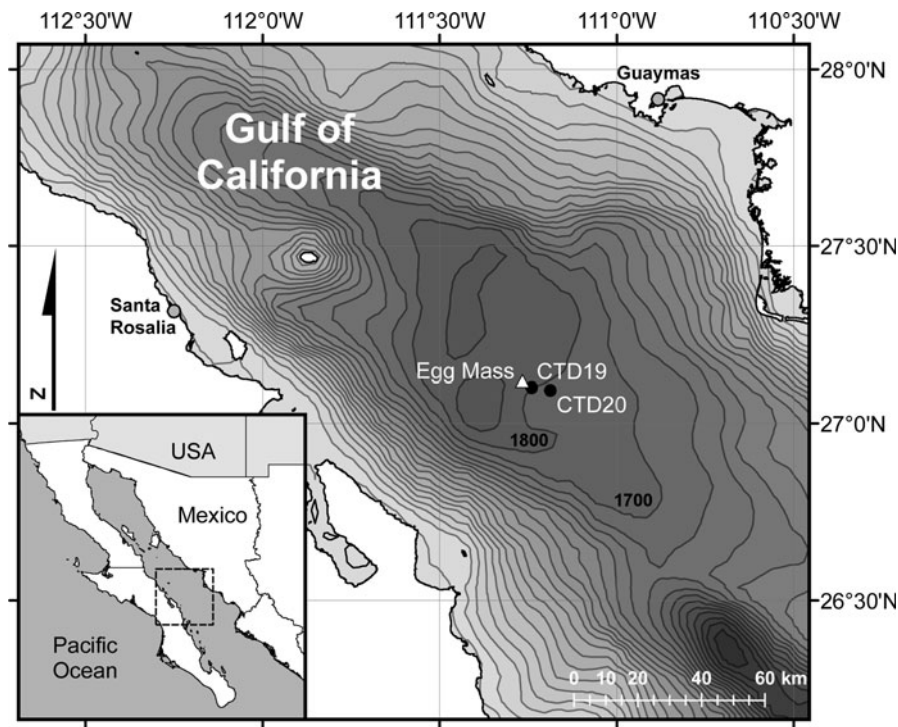 112°30'W 112°0'W 111°30'W 111°0'W 110°30'W
28°0'N
Guaymas
Gulf of
California
27°30'N
Santa
Rosalia
N
Egg Mass
CTD19
CTD20
27°0'N
1800
1700
26°30'N
USA
Mexico
Pacific
Ocean
0 10 20 40 60 km